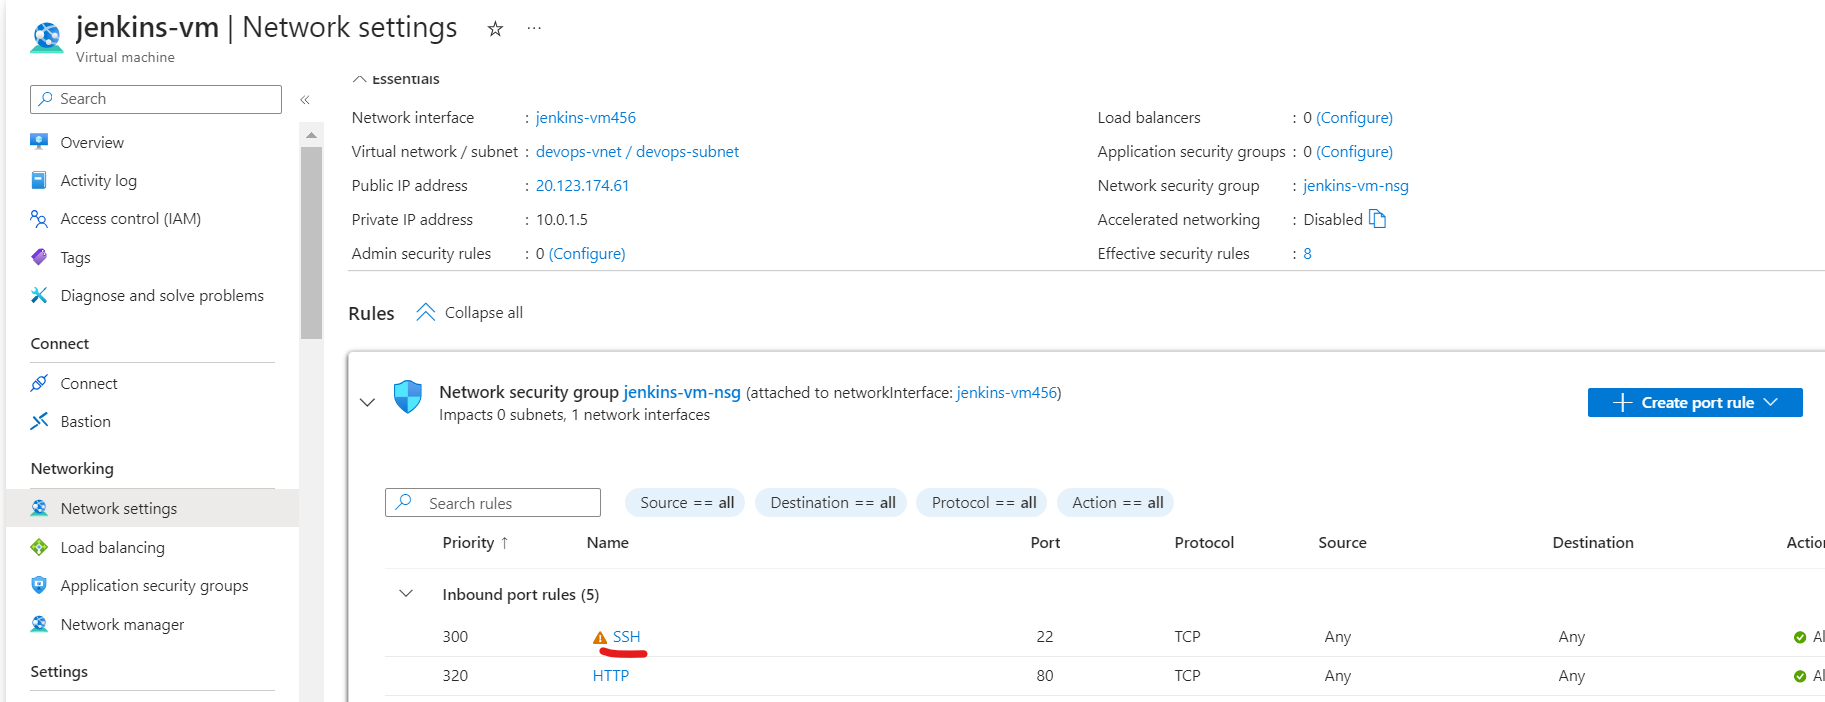 jenkins-vm | Network settings ☆ ...
Virtual machine
Search «
Overview
Activity log
Access control (IAM)
Tags
Diagnose and solve problems
Connect
Connect
Bastion
Networking
Network settings
Load balancing
Application security groups
Network manager
Settings
Essentials
Network interface : jenkins-vm456
Virtual network / subnet : devops-vnet / devops-subnet
Public IP address : 20.123.174.61
Private IP address : 10.0.1.5
Admin security rules : 0 (Configure)
Load balancers : 0 (Configure)
Application security groups : 0 (Configure)
Network security group : jenkins-vm-nsg
Accelerated networking : Disabled
Effective security rules : 8
Rules Collapse all
Network security group jenkins-vm-nsg (attached to networkInterface: jenkins-vm456)
Impacts 0 subnets, 1 network interfaces
+ Create port rule
Search rules
Source == all
Destination == all
Protocol == all
Action == all
Priority ↑ Name Port Protocol Source Destination Actio
Inbound port rules (5)
300 SSH 22 TCP Any Any Al
320 HTTP 80 TCP Any Any Al